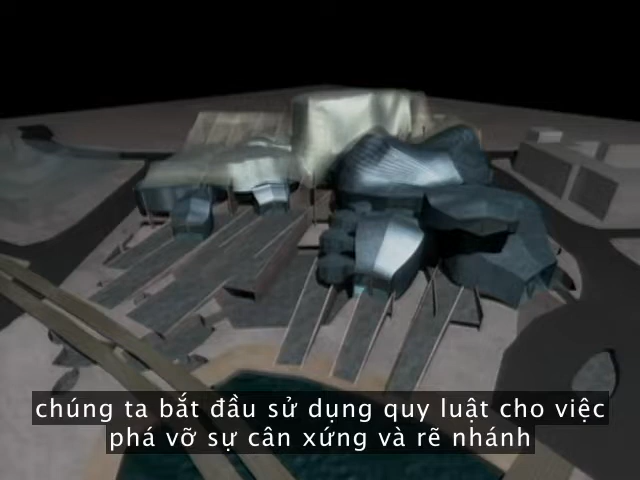 chúng ta bắt đầu sử dụng quy luật cho việc
phá vỡ sự cân xứng và rẽ nhánh